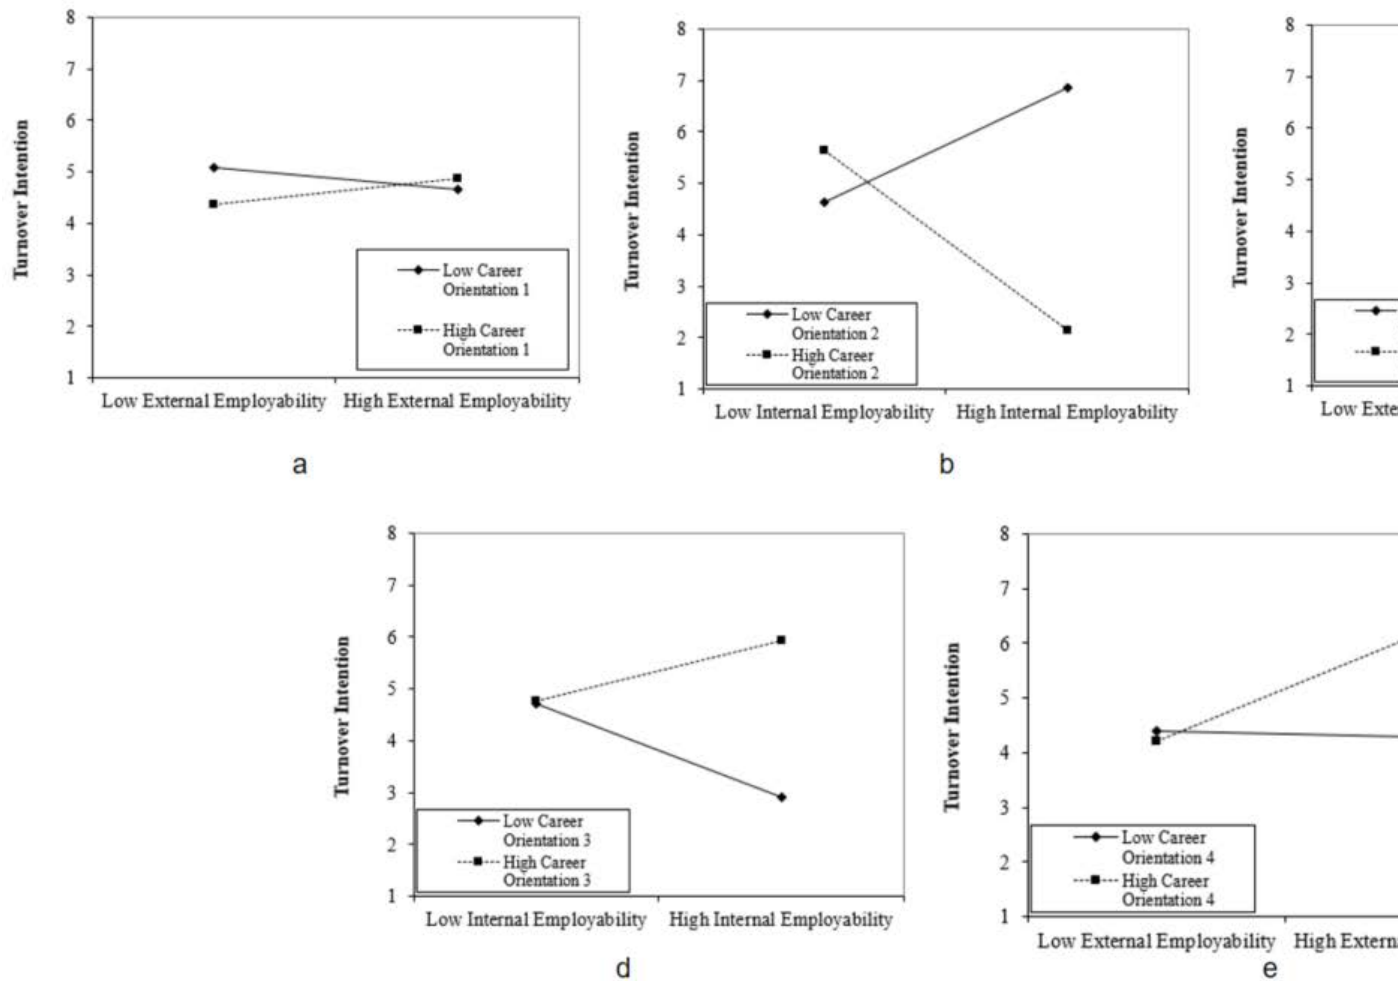 8
7
6
5
4
3
2
1
Turnover Intention
Low Career
Orientation 1
High Career
Orientation 1
Low External Employability
High External Employability
a
8
7
6
5
4
3
2
1
Turnover Intention
Low Career
Orientation 2
High Career
Orientation 2
Low Internal Employability
High Internal Employability
b
8
7
6
5
4
3
2
1
Turnover Intention
Low Exte
8
7
6
5
4
3
2
1
Turnover Intention
Low Career
Orientation 3
High Career
Orientation 3
Low Internal Employability
High Internal Employability
d
8
7
6
5
4
3
2
1
Turnover Intention
Low Career
Orientation 4
High Career
Orientation 4
Low External Employability
High Extern
e